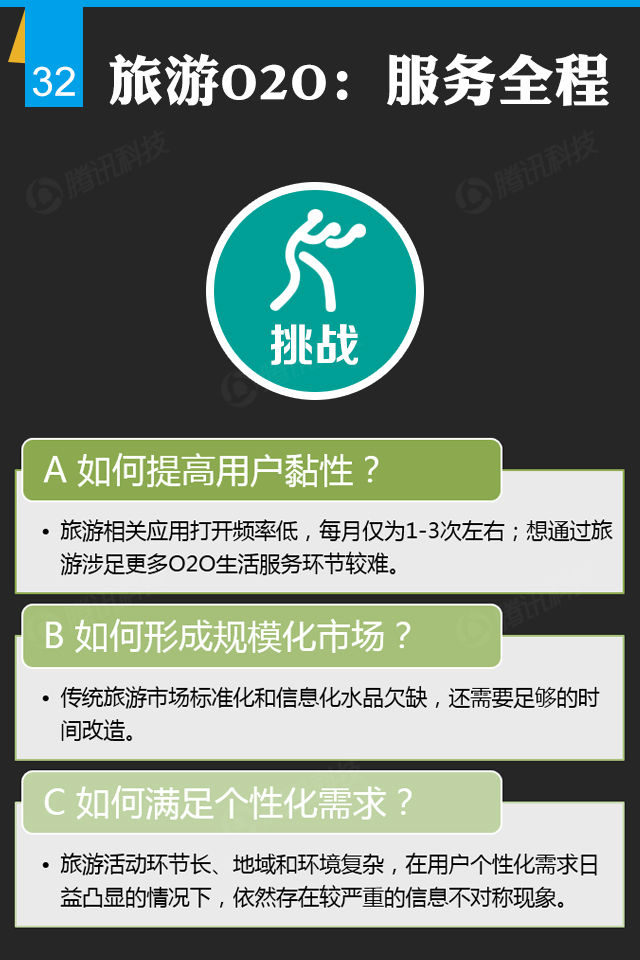 32
旅游O2O：服务全程
腾讯科技
腾讯科技
挑战
A 如何提高用户黏性？
• 旅游相关应用打开频率低，每月仅为1-3次左右；想通过旅
游涉足更多O2O生活服务环节较难。
B 如何形成规模化市场？
• 传统旅游市场标准化和信息化水品欠缺，还需要足够的时
间改造。
C 如何满足个性化需求？
• 旅游活动环节长、地域和环境复杂，在用户个性化需求日
益凸显的情况下，依然存在较严重的信息不对称现象。